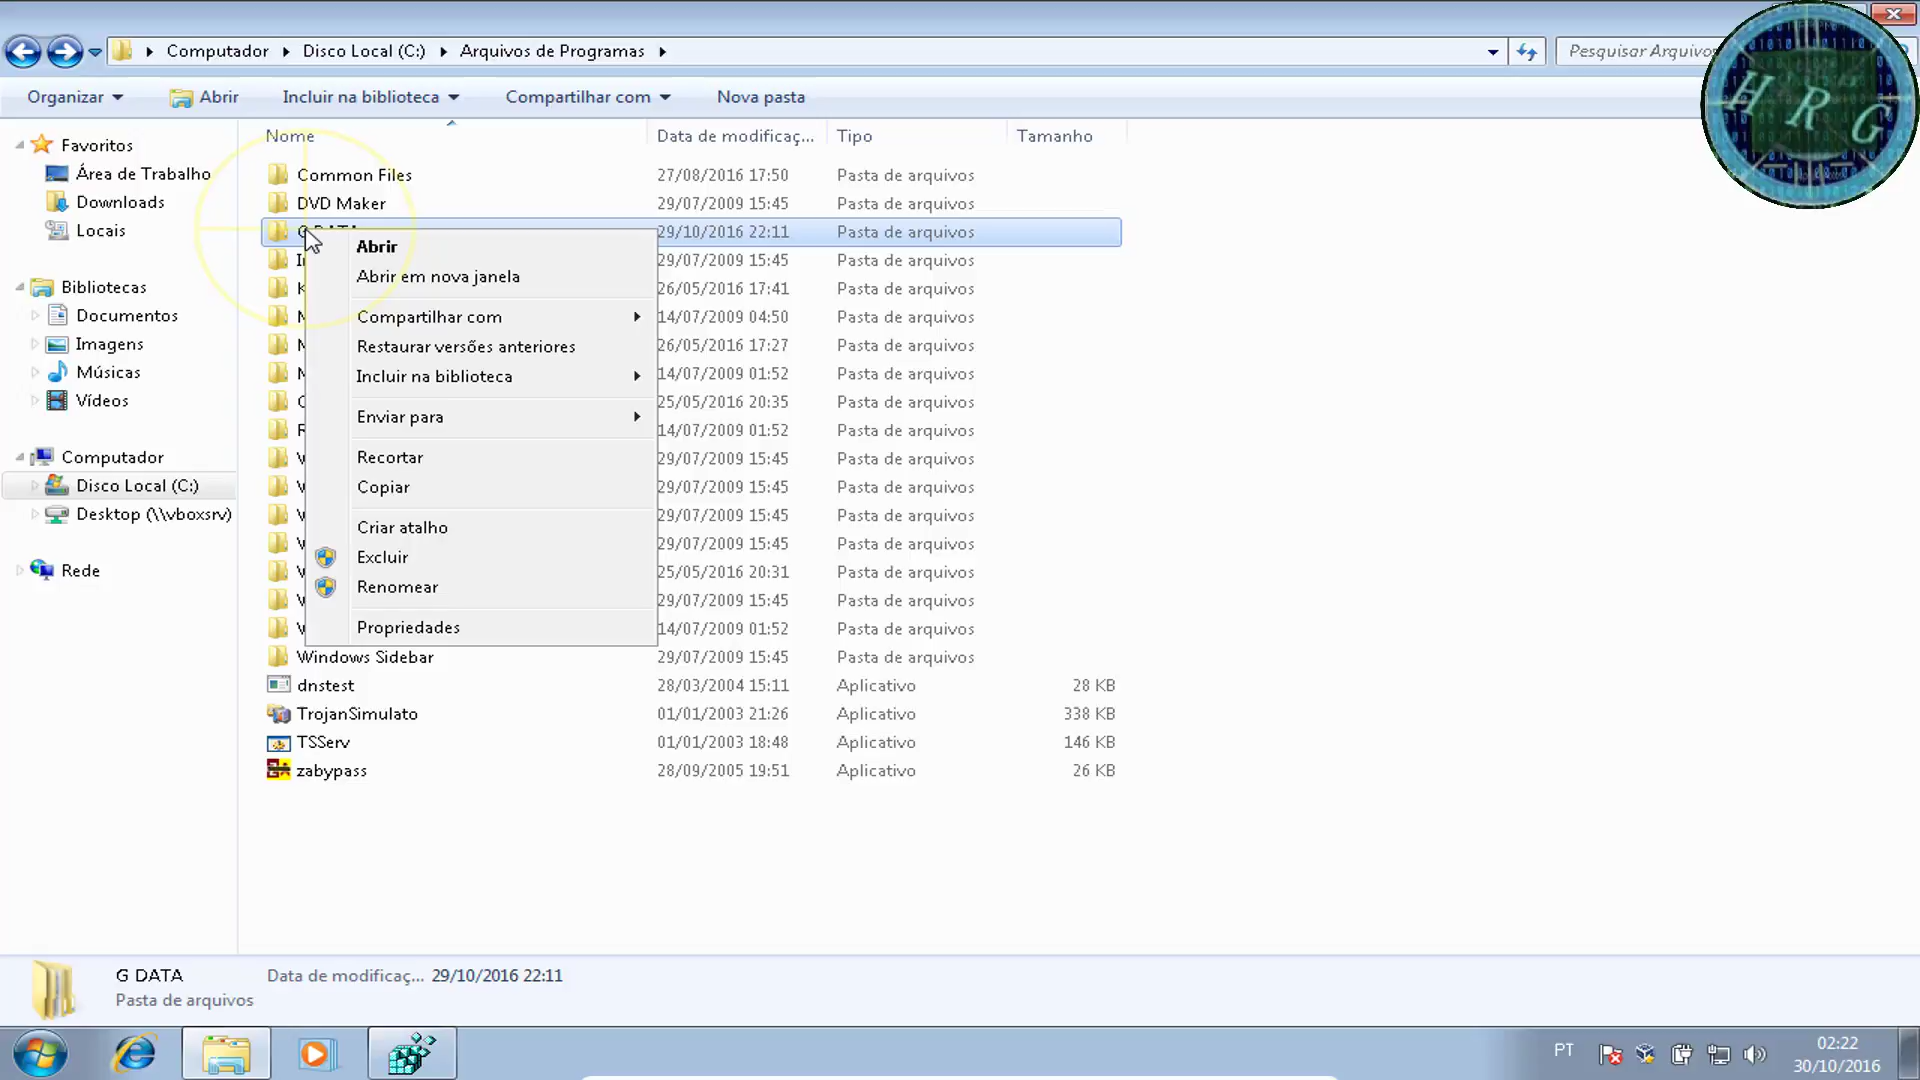 Computador Disco Local (C:) Arquivos de Programas
Pesquisar Arquivos
H R G
Organizar Abrir Incluir na biblioteca Compartilhar com Nova pasta
Nome Data de modificaç... Tipo Tamanho
Favoritos
Área de Trabalho
Downloads
Locais
Bibliotecas
Documentos
Imagens
Músicas
Vídeos
Computador
Disco Local (C:)
Desktop (\\vboxsrv)
Rede
Common Files 27/08/2016 17:50 Pasta de arquivos
DVD Maker 29/07/2009 15:45 Pasta de arquivos
G DATA 29/10/2016 22:11 Pasta de arquivos
29/07/2009 15:45 Pasta de arquivos
26/05/2016 17:41 Pasta de arquivos
14/07/2009 04:50 Pasta de arquivos
26/05/2016 17:27 Pasta de arquivos
14/07/2009 01:52 Pasta de arquivos
25/05/2016 20:35 Pasta de arquivos
14/07/2009 01:52 Pasta de arquivos
29/07/2009 15:45 Pasta de arquivos
29/07/2009 15:45 Pasta de arquivos
29/07/2009 15:45 Pasta de arquivos
29/07/2009 15:45 Pasta de arquivos
25/05/2016 20:31 Pasta de arquivos
29/07/2009 15:45 Pasta de arquivos
14/07/2009 01:52 Pasta de arquivos
Windows Sidebar 29/07/2009 15:45 Pasta de arquivos
dnstest 28/03/2004 15:11 Aplicativo 28 KB
TrojanSimulato 01/01/2003 21:26 Aplicativo 338 KB
TSServ 01/01/2003 18:48 Aplicativo 146 KB
zabypass 28/09/2005 19:51 Aplicativo 26 KB
Abrir
Abrir em nova janela
Compartilhar com
Restaurar versões anteriores
Incluir na biblioteca
Enviar para
Recortar
Copiar
Criar atalho
Excluir
Renomear
Propriedades
G DATA Data de modificaç... 29/10/2016 22:11
Pasta de arquivos
PT
02:22
30/10/2016